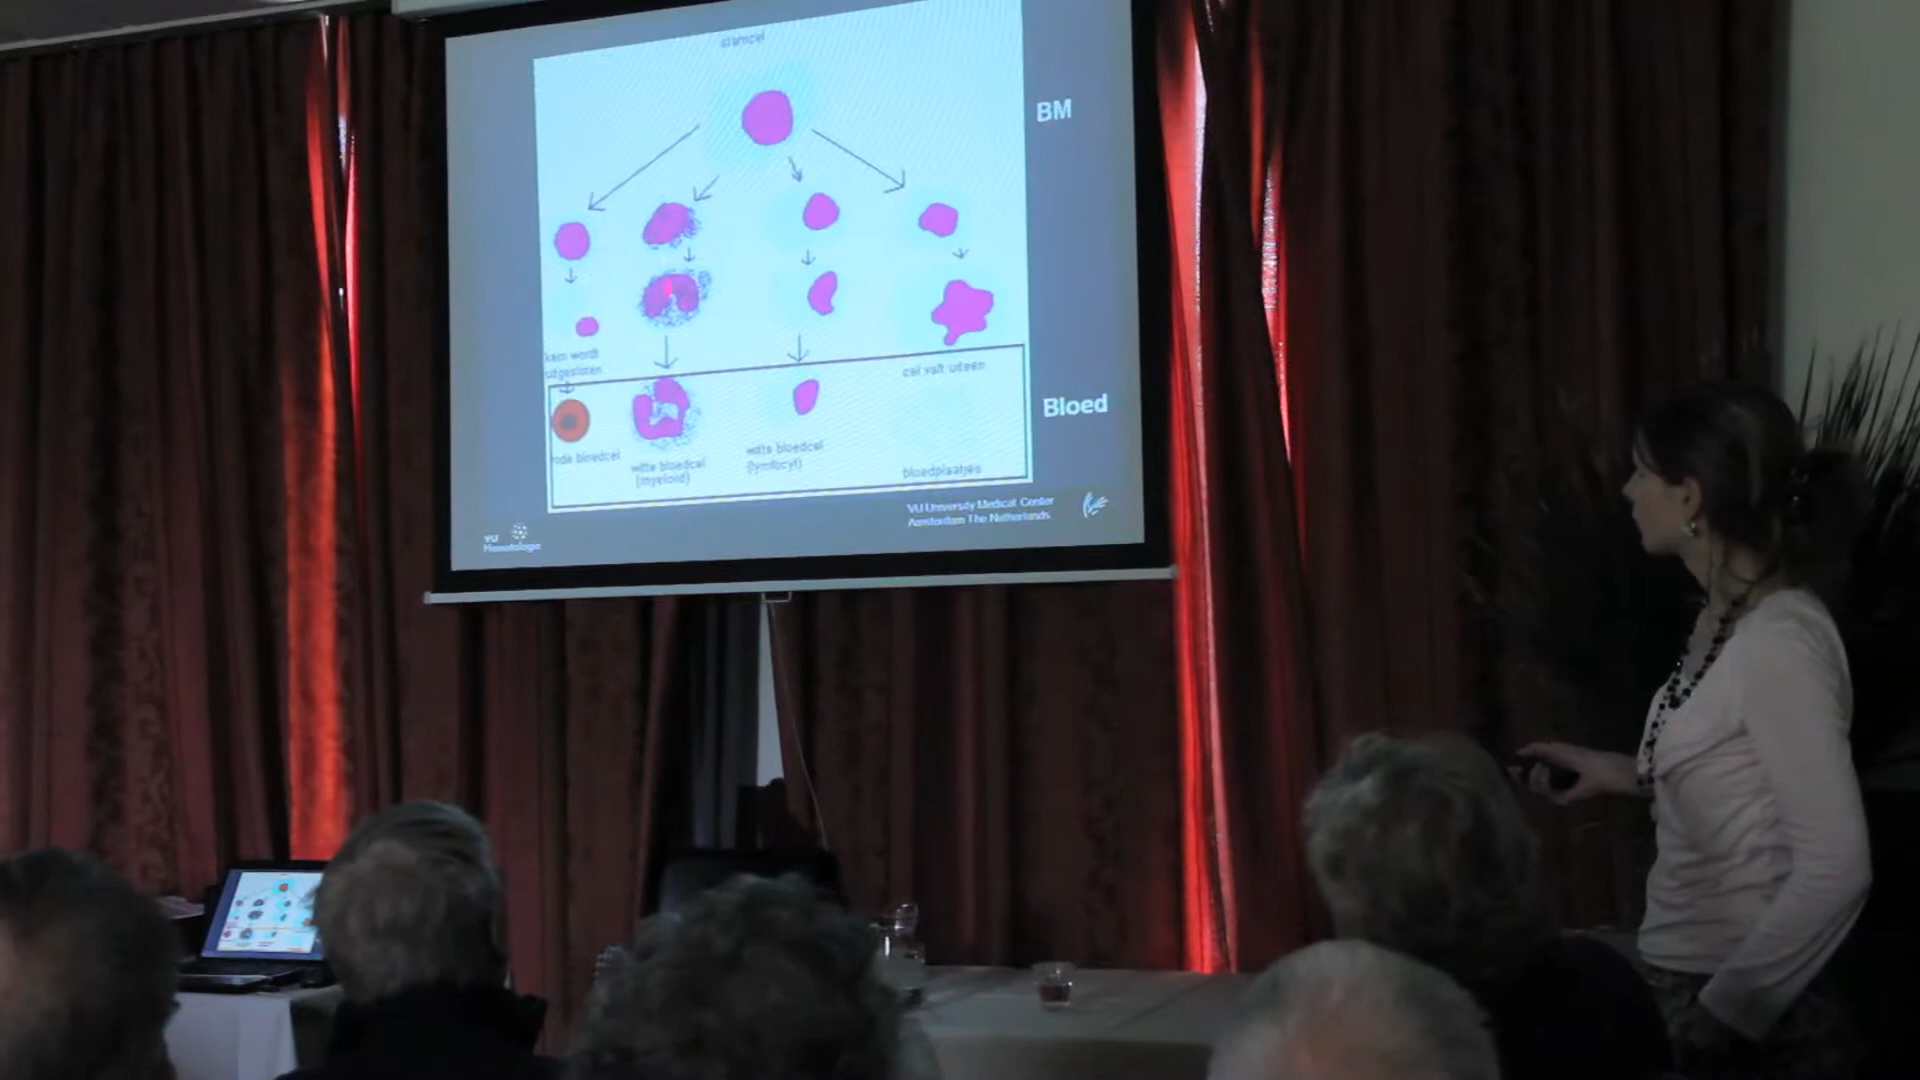 stamcel
BM
kern wordt
uitgesloten
cel valt uiteen
Bloed
rode bloedcel
witte bloedcel
(myeloid)
witte bloedcel
(lymfocyt)
bloedplaatjes
VU University Medical Center
Amsterdam The Netherlands
vu
Hematologie